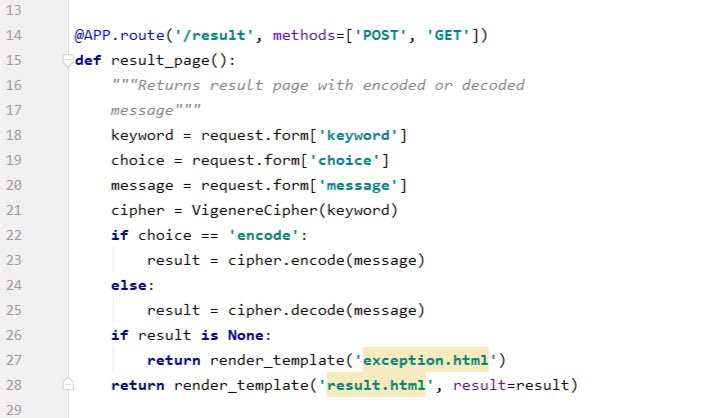 13
14 @APP.route('/result', methods=['POST', 'GET'])
15 def result_page():
16     """Returns result page with encoded or decoded
17     message"""
18     keyword = request.form['keyword']
19     choice = request.form['choice']
20     message = request.form['message']
21     cipher = VigenereCipher(keyword)
22     if choice == 'encode':
23         result = cipher.encode(message)
24     else:
25         result = cipher.decode(message)
26     if result is None:
27         return render_template('exception.html')
28     return render_template('result.html', result=result)
29